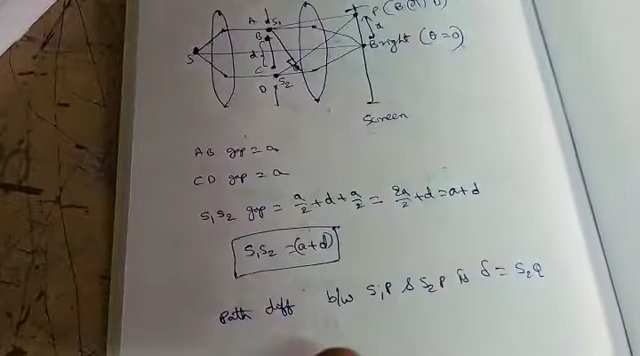 A S₁
B
S d
C
D S₂
P (
Bright (θ=0)
Screen
AB gap = a
CD gap = a
S₁S₂ gap = a/2 + d + a/2 = 2a/2 + d = a+d
S₁S₂ = (a+d)
path diff b/w S₁P & S₂P is δ = S₂Q